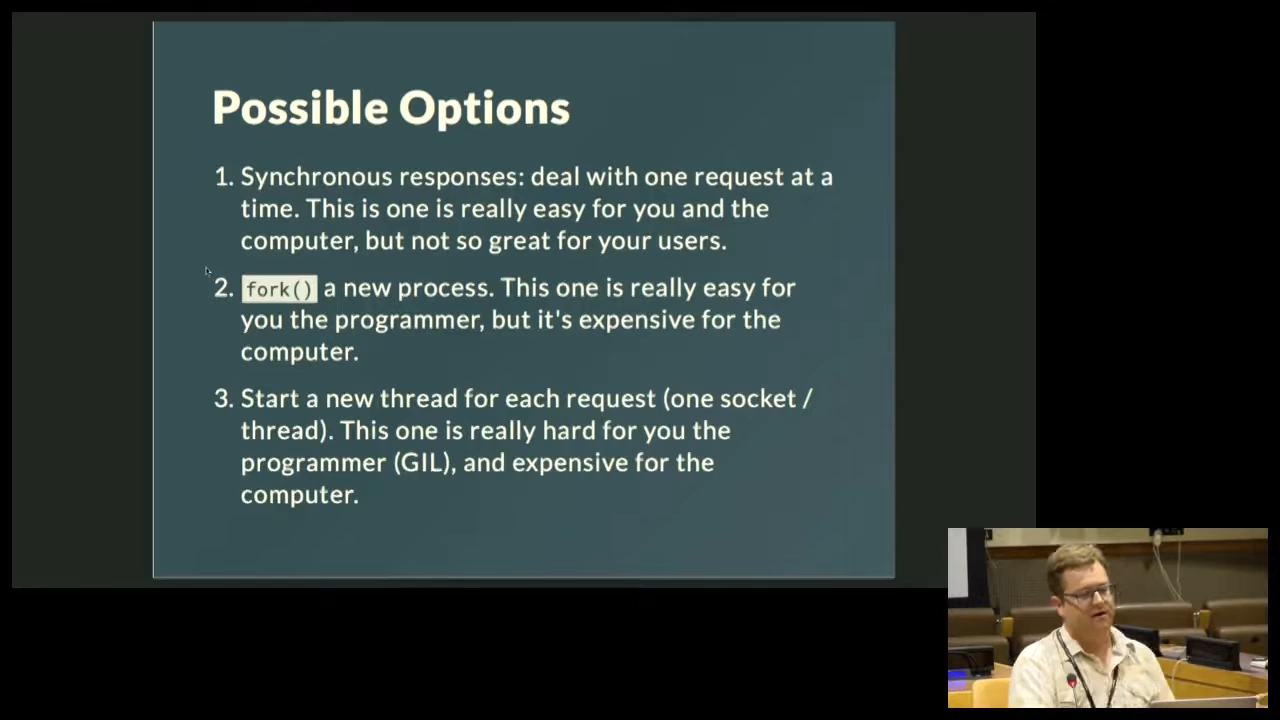 Possible Options
1. Synchronous responses: deal with one request at a
time. This is one is really easy for you and the
computer, but not so great for your users.
2. fork() a new process. This one is really easy for
you the programmer, but it's expensive for the
computer.
3. Start a new thread for each request (one socket /
thread). This one is really hard for you the
programmer (GIL), and expensive for the
computer.